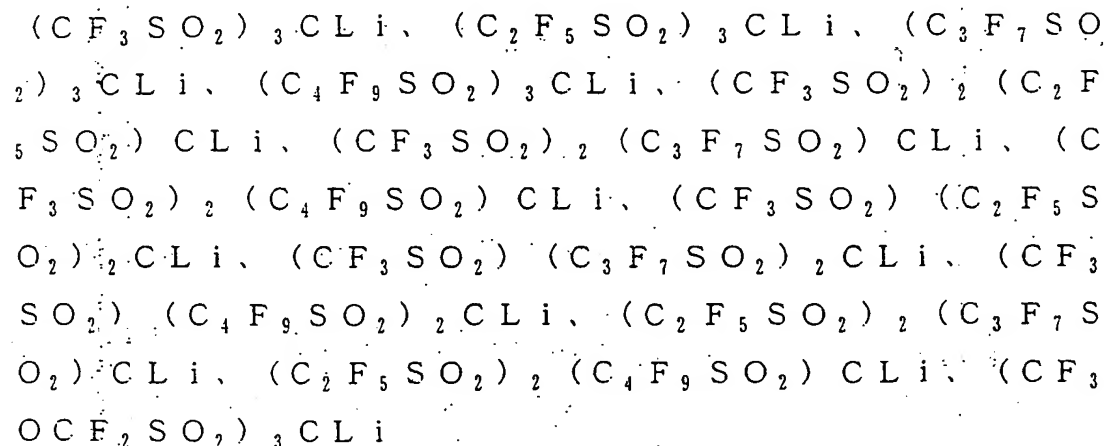 (CF₃SO₂)₃CLi、(C₂F₅SO₂)₃CLi、(C₃F₇SO
₂)₃CLi、(C₄F₉SO₂)₃CLi、(CF₃SO₂)₂(C₂F
₅SO₂)CLi、(CF₃SO₂)₂(C₃F₇SO₂)CLi、(C
F₃SO₂)₂(C₄F₉SO₂)CLi、(CF₃SO₂)(C₂F₅S
O₂)₂CLi、(CF₃SO₂)(C₃F₇SO₂)₂CLi、(CF₃
SO₂)(C₄F₉SO₂)₂CLi、(C₂F₅SO₂)₂(C₃F₇S
O₂)CLi、(C₂F₅SO₂)₂(C₄F₉SO₂)CLi、(CF₃
OCF₂SO₂)₃CLi